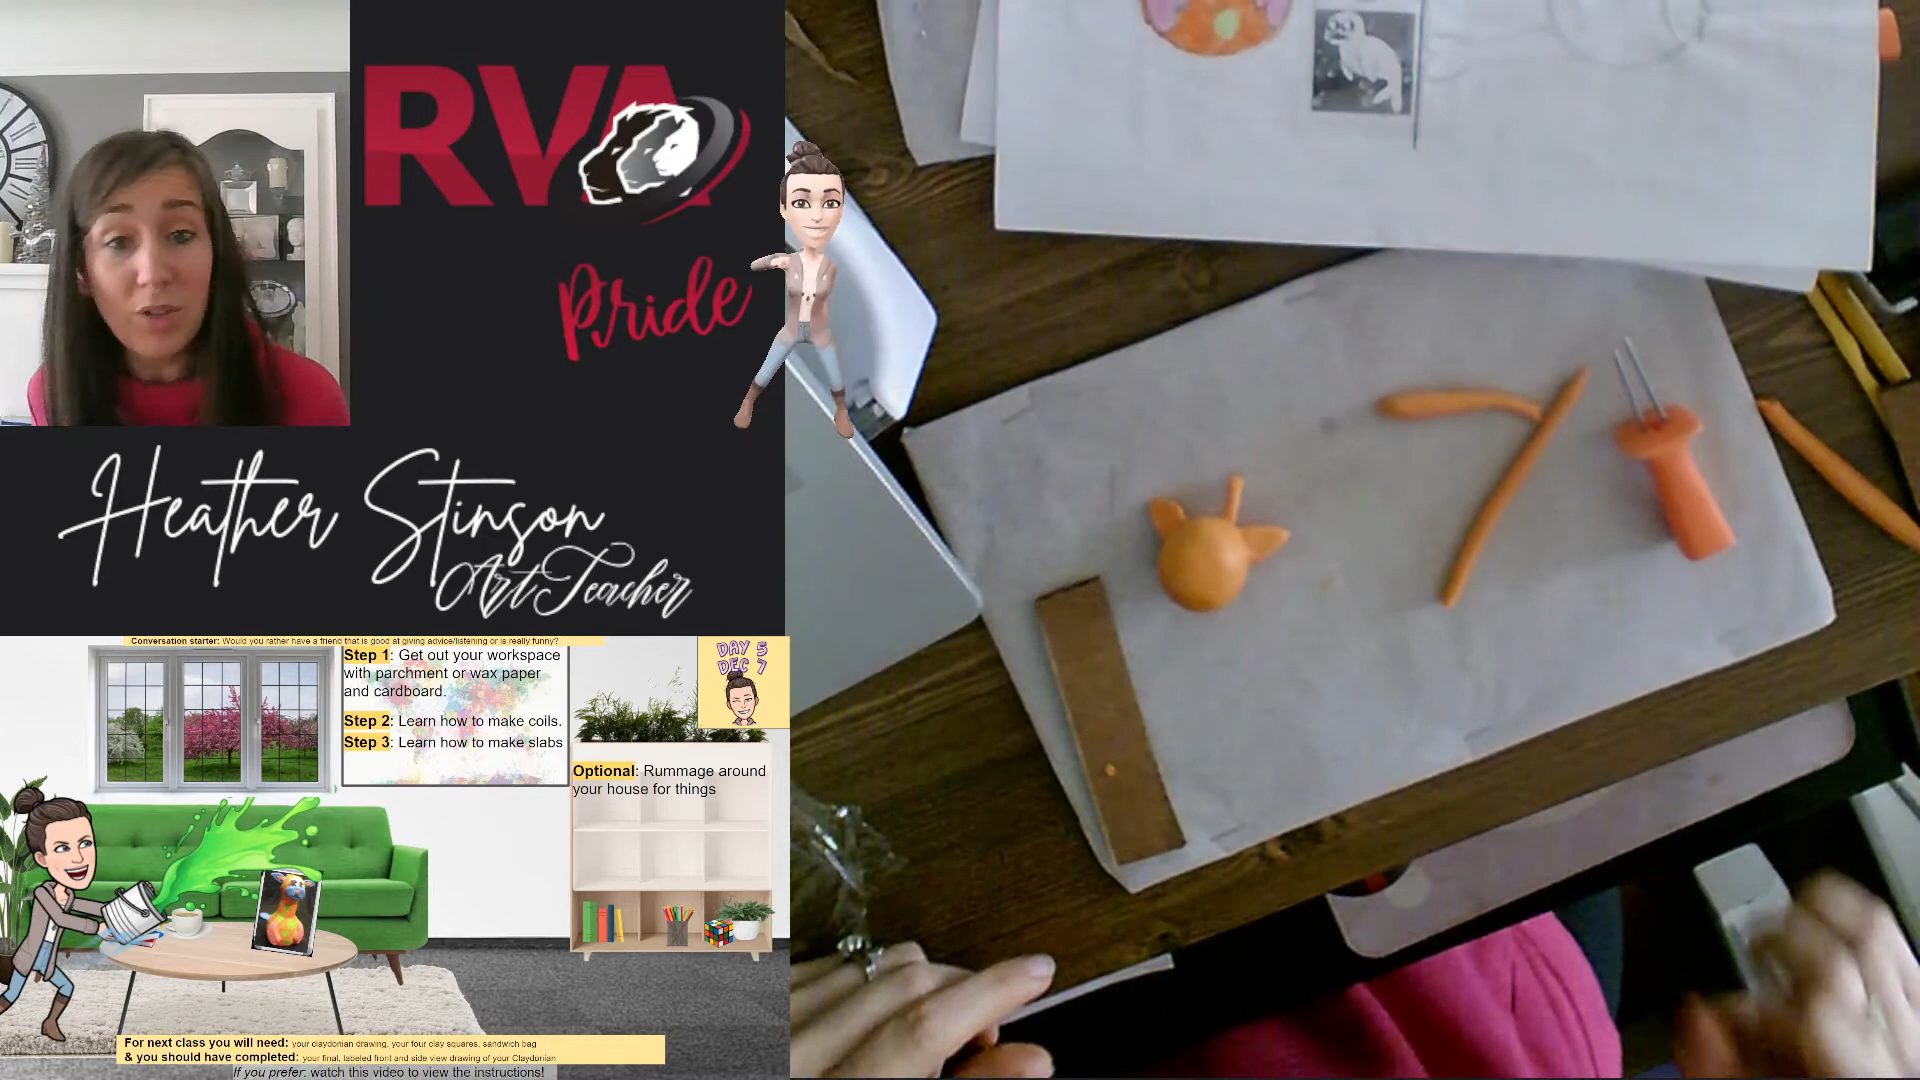 RVA
Pride
Heather Stinson
Art Teacher
Conversation starter: Would you rather have a friend that is good at giving advice/listening or is really funny?
Step 1: Get out your workspace
with parchment or wax paper
and cardboard.
Step 2: Learn how to make coils.
Step 3: Learn how to make slabs
DAY 5
DEC 7
Optional: Rummage around
your house for things
For next class you will need: your claydonian drawing, your four clay squares, sandwich bag
& you should have completed: your final, labeled front and side view drawing of your Claydonian
If you prefer: watch this video to view the instructions!